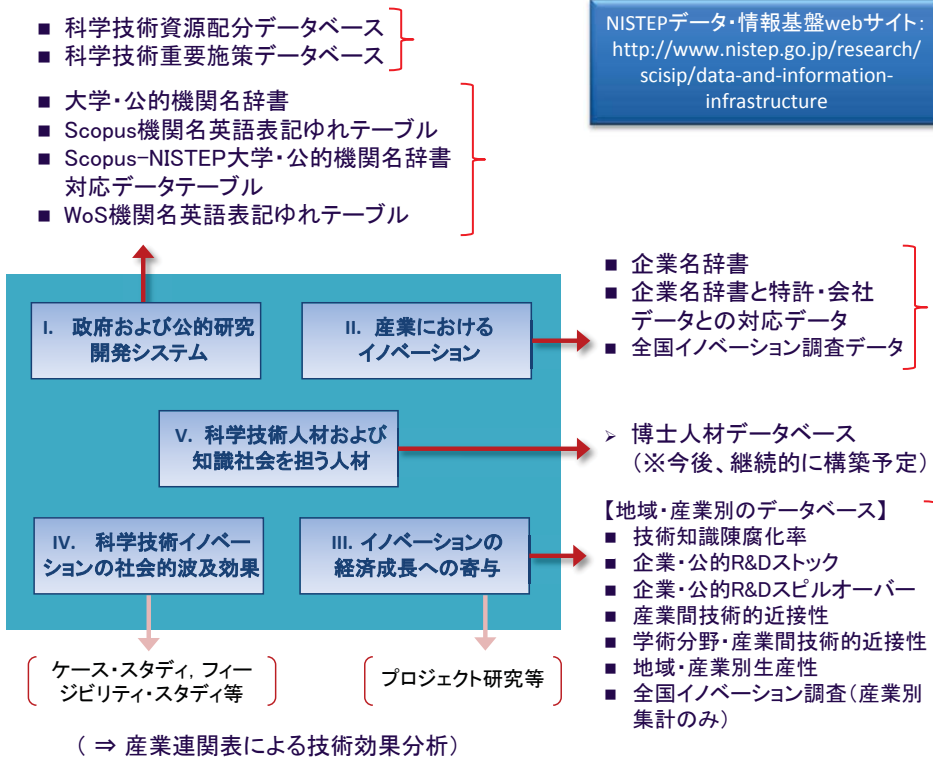 ■ 科学技術資源配分データベース
■ 科学技術重要施策データベース
NISTEPデータ・情報基盤webサイト:
http://www.nistep.go.jp/research/
scisip/data-and-information-
infrastructure
■ 大学・公的機関名辞書
■ Scopus機関名英語表記ゆれテーブル
■ Scopus-NISTEP大学・公的機関名辞書
対応データテーブル
■ WoS機関名英語表記ゆれテーブル
I. 政府および公的研究
開発システム
II. 産業における
イノベーション
■ 企業名辞書
■ 企業名辞書と特許・会社
データとの対応データ
■ 全国イノベーション調査データ
V. 科学技術人材および
知識社会を担う人材
➢ 博士人材データベース
(※今後、継続的に構築予定)
IV. 科学技術イノベー
ションの社会的波及効果
III. イノベーションの
経済成長への寄与
【地域・産業別のデータベース】
■ 技術知識陳腐化率
■ 企業・公的R&Dストック
■ 企業・公的R&Dスピルオーバー
■ 産業間技術的近接性
■ 学術分野・産業間技術的近接性
■ 地域・産業別生産性
■ 全国イノベーション調査(産業別
集計のみ)
ケース・スタディ, フィー
ジビリティ・スタディ等
プロジェクト研究等
( ⇒ 産業連関表による技術効果分析)